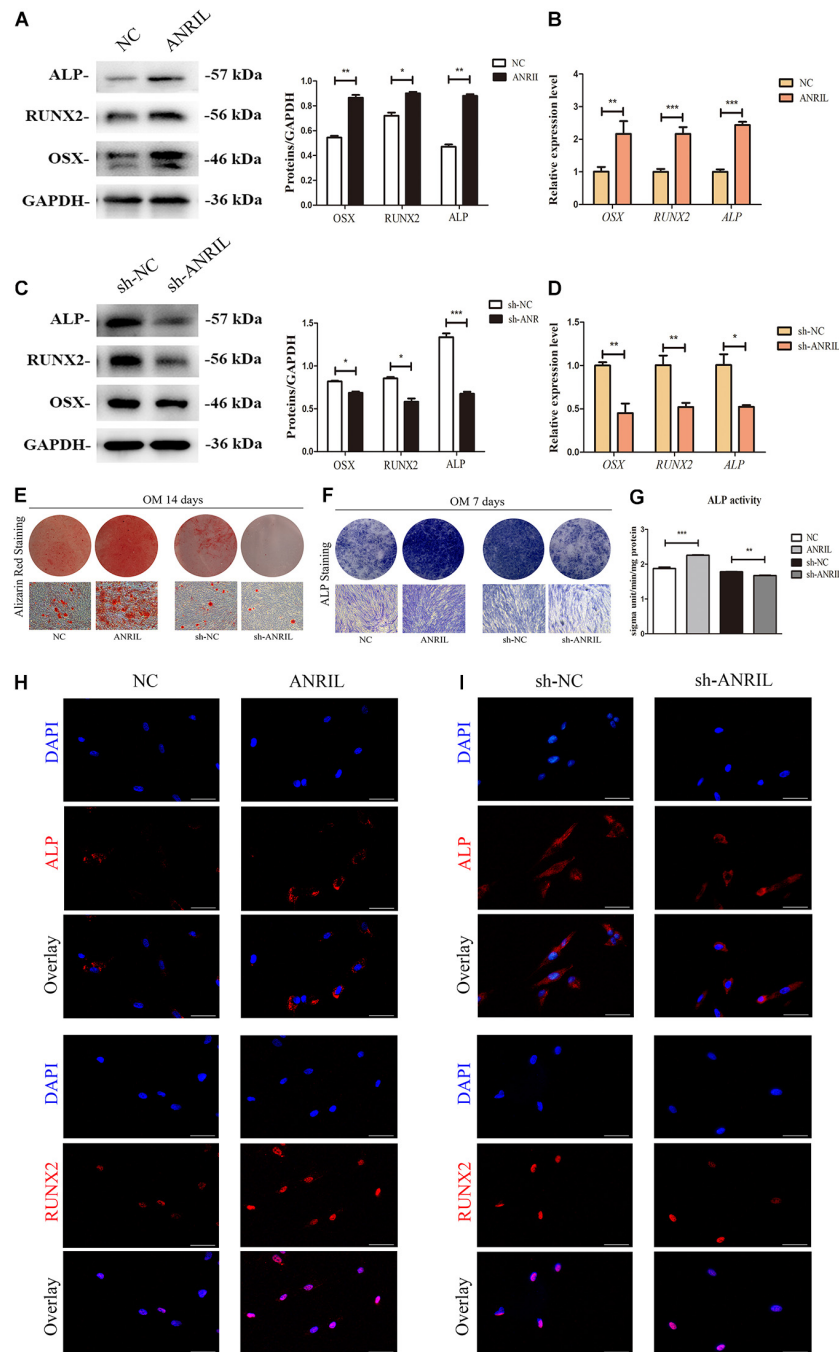 A
NC
ANRIL
ALP-
-57 kDa
RUNX2-
-56 kDa
OSX-
-46 kDa
GAPDH-
-36 kDa
Proteins/GAPDH
1.0
0.8
0.6
0.4
0.2
0.0
**
*
**
NC
ANRII
OSX
RUNX2
ALP
B
Relative expression level
4
3
2
1
0
**
***
***
NC
ANRIL
OSX
RUNX2
ALP
C
sh-NC
sh-ANRIL
ALP-
-57 kDa
RUNX2-
-56 kDa
OSX-
-46 kDa
GAPDH-
-36 kDa
Proteins/GAPDH
1.5
1.0
0.5
0.0
*
*
***
sh-NC
sh-ANR
OSX
RUNX2
ALP
D
Relative expression level
1.5
1.0
0.5
0.0
**
**
*
sh-NC
sh-ANRIL
OSX
RUNX2
ALP
E
OM 14 days
Alizarin Red Staining
NC
ANRIL
sh-NC
sh-ANRIL
F
OM 7 days
ALP Staining
NC
ANRIL
sh-NC
sh-ANRIL
G
ALP activity
sigma unit/min/mg protein
3
2
1
0
***
**
NC
ANRIL
sh-NC
sh-ANRIL
H
NC
ANRIL
DAPI
ALP
Overlay
DAPI
RUNX2
Overlay
I
sh-NC
sh-ANRIL
DAPI
ALP
Overlay
DAPI
RUNX2
Overlay